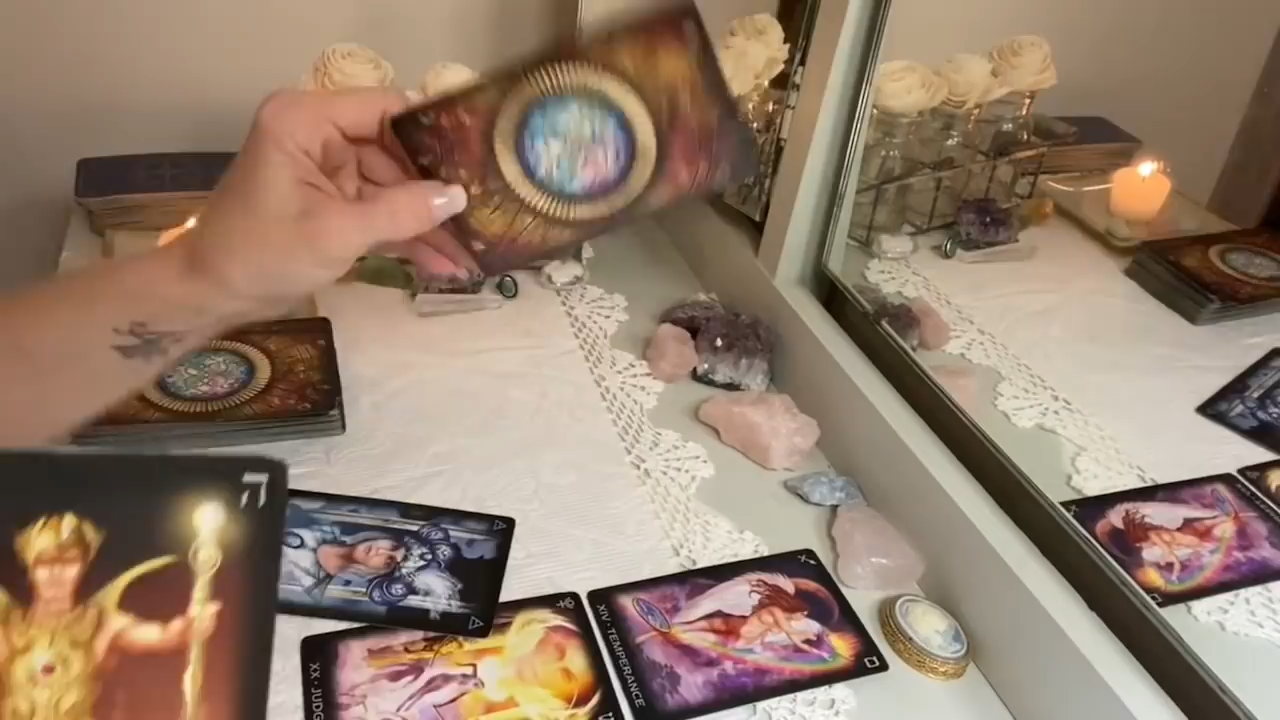 ה
XX · JUDG
XIV · TEMPERANCE